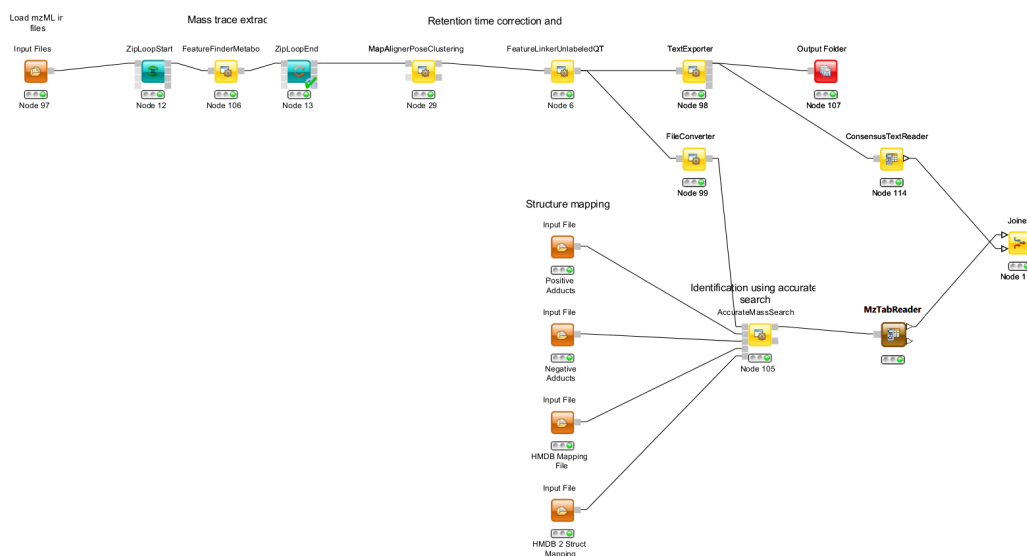 Load mzML ir
files
Mass trace extrac
Retention time correction and
Input Files
ZipLoopStart
FeatureFinderMetabo
ZipLoopEnd
MapAlignerPoseClustering
FeatureLinkerUnlabeledQT
TextExporter
Output Folder
Node 97
Node 12
Node 106
Node 13
Node 29
Node 6
Node 98
Node 107
FileConverter
ConsensusTextReader
Node 99
Node 114
Structure mapping
Input File
Joine
Positive
Adducts
Node 1
Identification using accurate
search
AccurateMassSearch
MzTabReader
Input File
Negative
Adducts
Node 105
Input File
HMDB Mapping
File
Input File
HMDB 2 Struct
Mapping